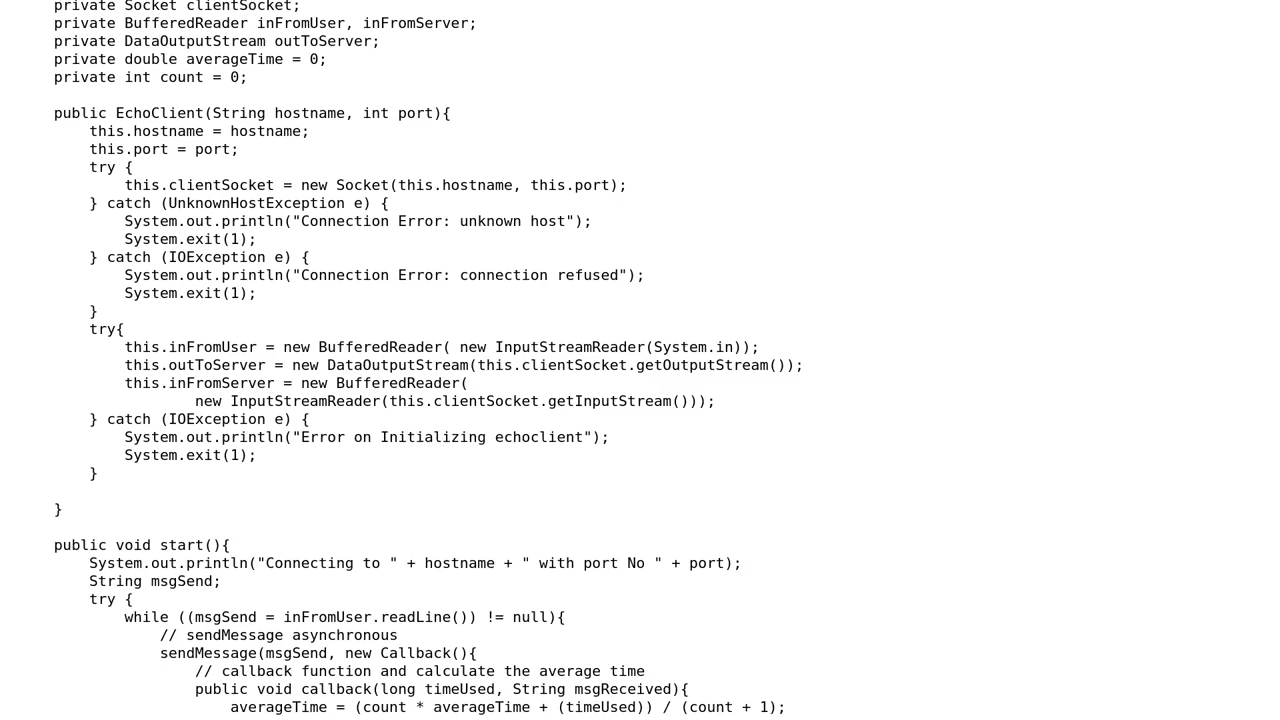 private Socket clientSocket;
private BufferedReader inFromUser, inFromServer;
private DataOutputStream outToServer;
private double averageTime = 0;
private int count = 0;
public EchoClient(String hostname, int port){
this.hostname = hostname;
this.port = port;
try {
this.clientSocket = new Socket(this.hostname, this.port);
} catch (UnknownHostException e) {
System.out.println("Connection Error: unknown host");
System.exit(1);
} catch (IOException e) {
System.out.println("Connection Error: connection refused");
System.exit(1);
}
try{
this.inFromUser = new BufferedReader( new InputStreamReader(System.in));
this.outToServer = new DataOutputStream(this.clientSocket.getOutputStream());
this.inFromServer = new BufferedReader(
new InputStreamReader(this.clientSocket.getInputStream()));
} catch (IOException e) {
System.out.println("Error on Initializing echoclient");
System.exit(1);
}
}
public void start(){
System.out.println("Connecting to " + hostname + " with port No " + port);
String msgSend;
try {
while ((msgSend = inFromUser.readLine()) != null){
// sendMessage asynchronous
sendMessage(msgSend, new Callback(){
// callback function and calculate the average time
public void callback(long timeUsed, String msgReceived){
averageTime = (count * averageTime + (timeUsed)) / (count + 1);